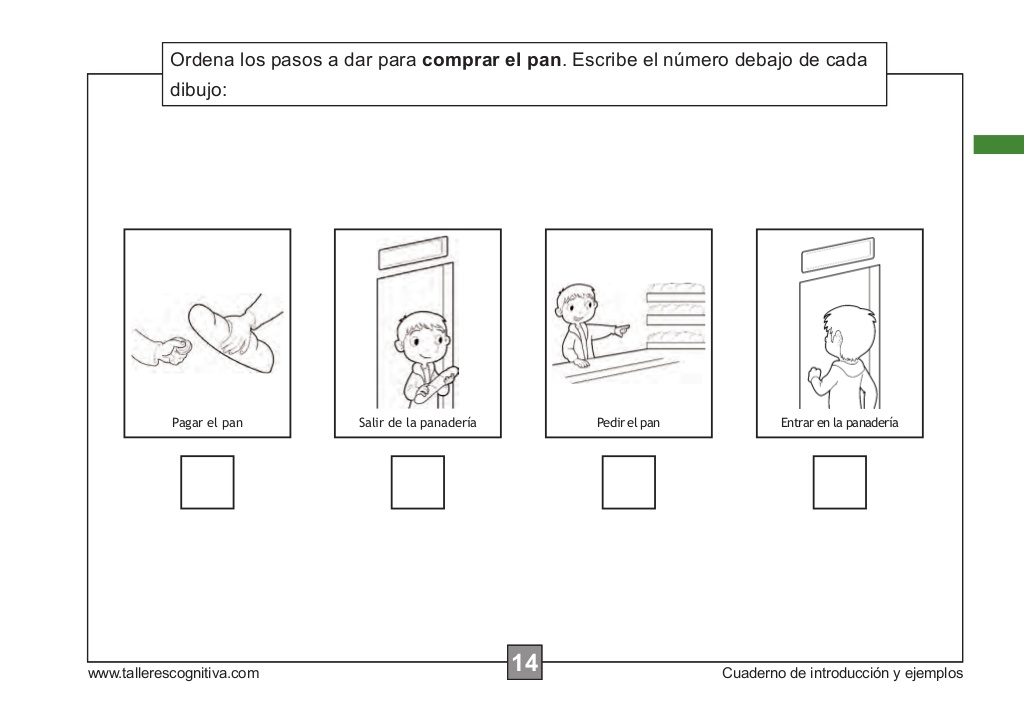 Ordena los pasos a dar para comprar el pan. Escribe el número debajo de cada
dibujo:
Pagar el pan
Salir de la panadería
Pedir el pan
Entrar en la panadería
www.tallerescognitiva.com
14
Cuaderno de introducción y ejemplos